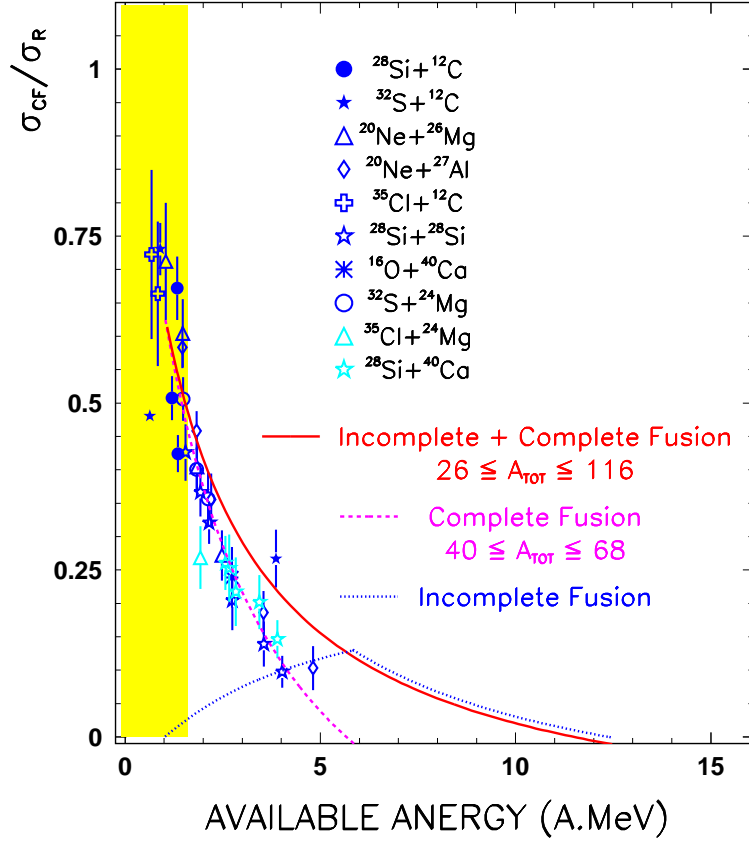 σCF/σR
1
0.75
0.5
0.25
0
0
5
10
15
AVAILABLE ANERGY (A.MeV)
²⁸Si+¹²C
³²S+¹²C
²⁰Ne+²⁶Mg
²⁰Ne+²⁷Al
³⁵Cl+¹²C
²⁸Si+²⁸Si
¹⁶O+⁴⁰Ca
³²S+²⁴Mg
³⁵Cl+²⁴Mg
²⁸Si+⁴⁰Ca
Incomplete + Complete Fusion
26 ≦ A_TOT ≦ 116
Complete Fusion
40 ≦ A_TOT ≦ 68
Incomplete Fusion